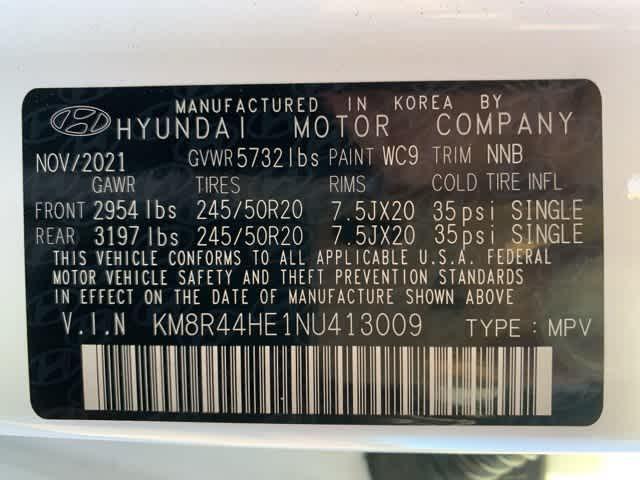 MANUFACTURED IN KOREA BY
HYUNDAI MOTOR COMPANY
NOV/2021 GVWR 5732lbs PAINT WC9 TRIM NNB
GAWR TIRES RIMS COLD TIRE INFL
FRONT 2954 lbs 245/50R20 7.5JX20 35psi SINGLE
REAR 3197 lbs 245/50R20 7.5JX20 35psi SINGLE
THIS VEHICLE CONFORMS TO ALL APPLICABLE U.S.A. FEDERAL
MOTOR VEHICLE SAFETY AND THEFT PREVENTION STANDARDS
IN EFFECT ON THE DATE OF MANUFACTURE SHOWN ABOVE
V.I.N KM8R44HE1NU413009 TYPE : MPV